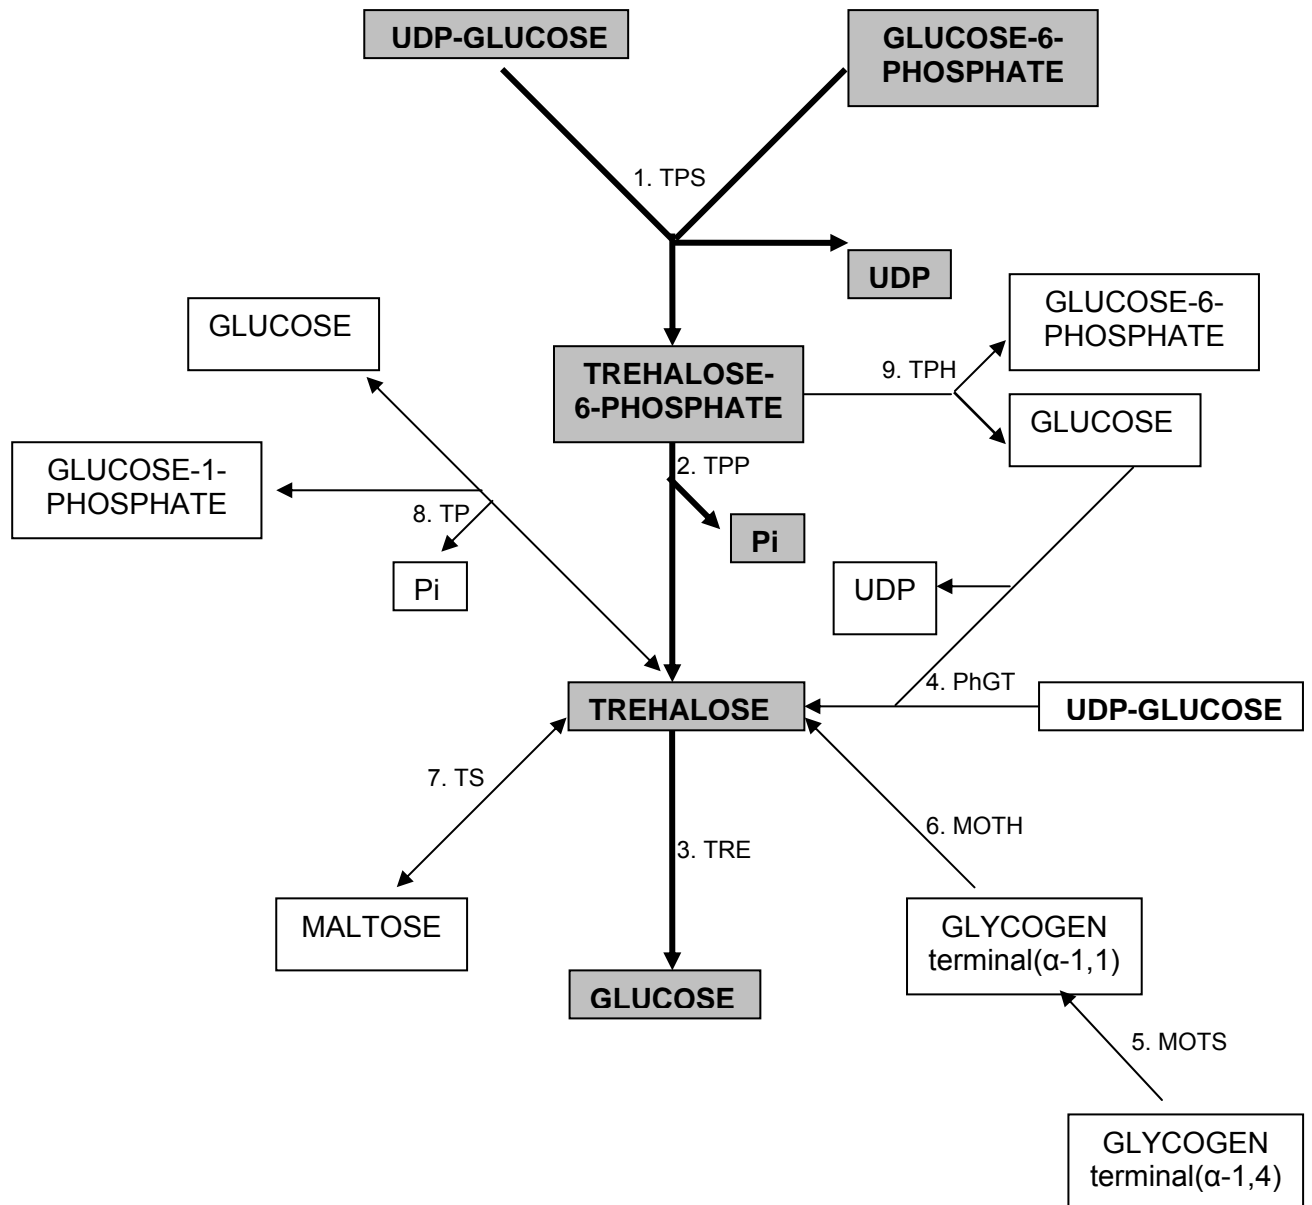 UDP-GLUCOSE
GLUCOSE-6-
PHOSPHATE
1. TPS
UDP
GLUCOSE
GLUCOSE-6-
PHOSPHATE
TREHALOSE-
6-PHOSPHATE
9. TPH
GLUCOSE
GLUCOSE-1-
PHOSPHATE
2. TPP
8. TP
Pi
Pi
UDP
4. PhGT
TREHALOSE
UDP-GLUCOSE
7. TS
3. TRE
6. MOTH
MALTOSE
GLYCOGEN
terminal(α-1,1)
GLUCOSE
5. MOTS
GLYCOGEN
terminal(α-1,4)